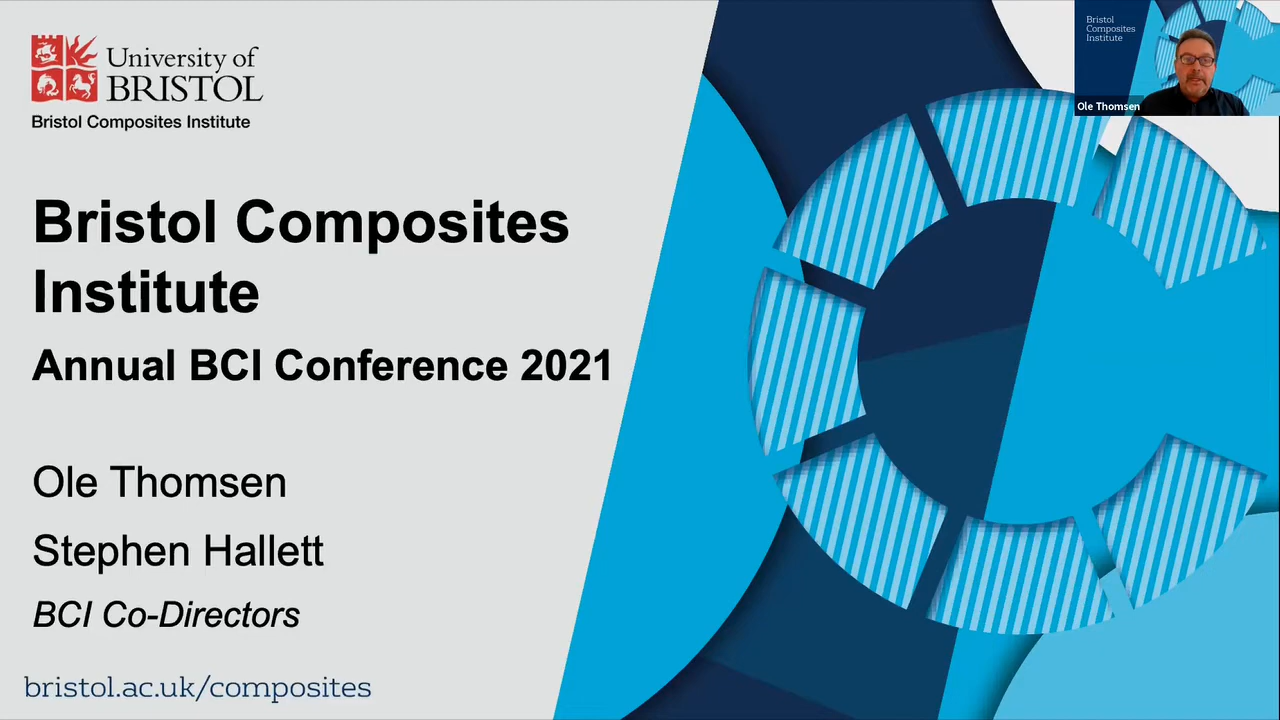 University of
BRISTOL
Bristol Composites Institute
Bristol Composites
Institute
Annual BCI Conference 2021
Ole Thomsen
Stephen Hallett
BCI Co-Directors
bristol.ac.uk/composites
Bristol
Composites
Institute
Ole Thomsen